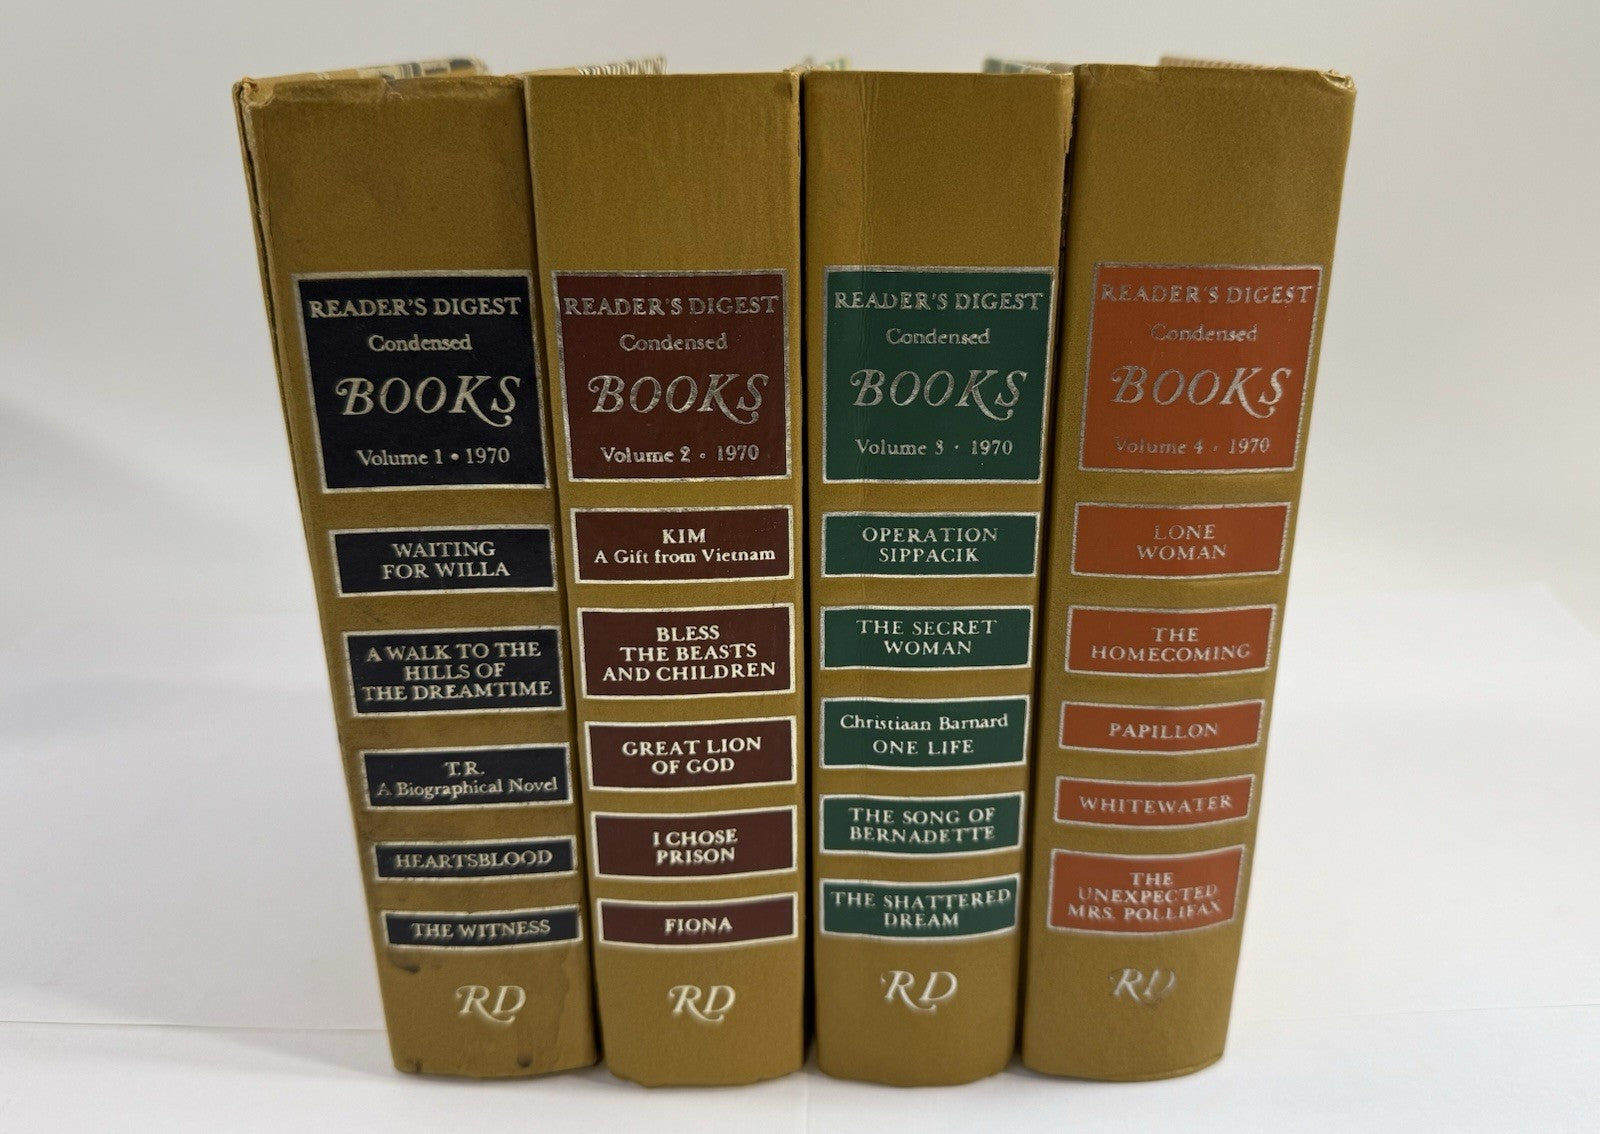 READER'S DIGEST
Condensed
BOOKS
Volume 1 • 1970
WAITING
FOR WILLA
A WALK TO THE
HILLS OF
THE DREAMTIME
T.R.
A Biographical Novel
HEARTSBLOOD
THE WITNESS
RD
READER'S DIGEST
Condensed
BOOKS
Volume 2 • 1970
KIM
A Gift from Vietnam
BLESS
THE BEASTS
AND CHILDREN
GREAT LION
OF GOD
I CHOSE
PRISON
FIONA
RD
READER'S DIGEST
Condensed
BOOKS
Volume 3 • 1970
OPERATION
SIPPACIK
THE SECRET
WOMAN
Christiaan Barnard
ONE LIFE
THE SONG OF
BERNADETTE
THE SHATTERED
DREAM
RD
READER'S DIGEST
Condensed
BOOKS
Volume 4 • 1970
LONE
WOMAN
THE
HOMECOMING
PAPILLON
WHITEWATER
THE
UNEXPECTED
MRS. POLLIFAX
RD